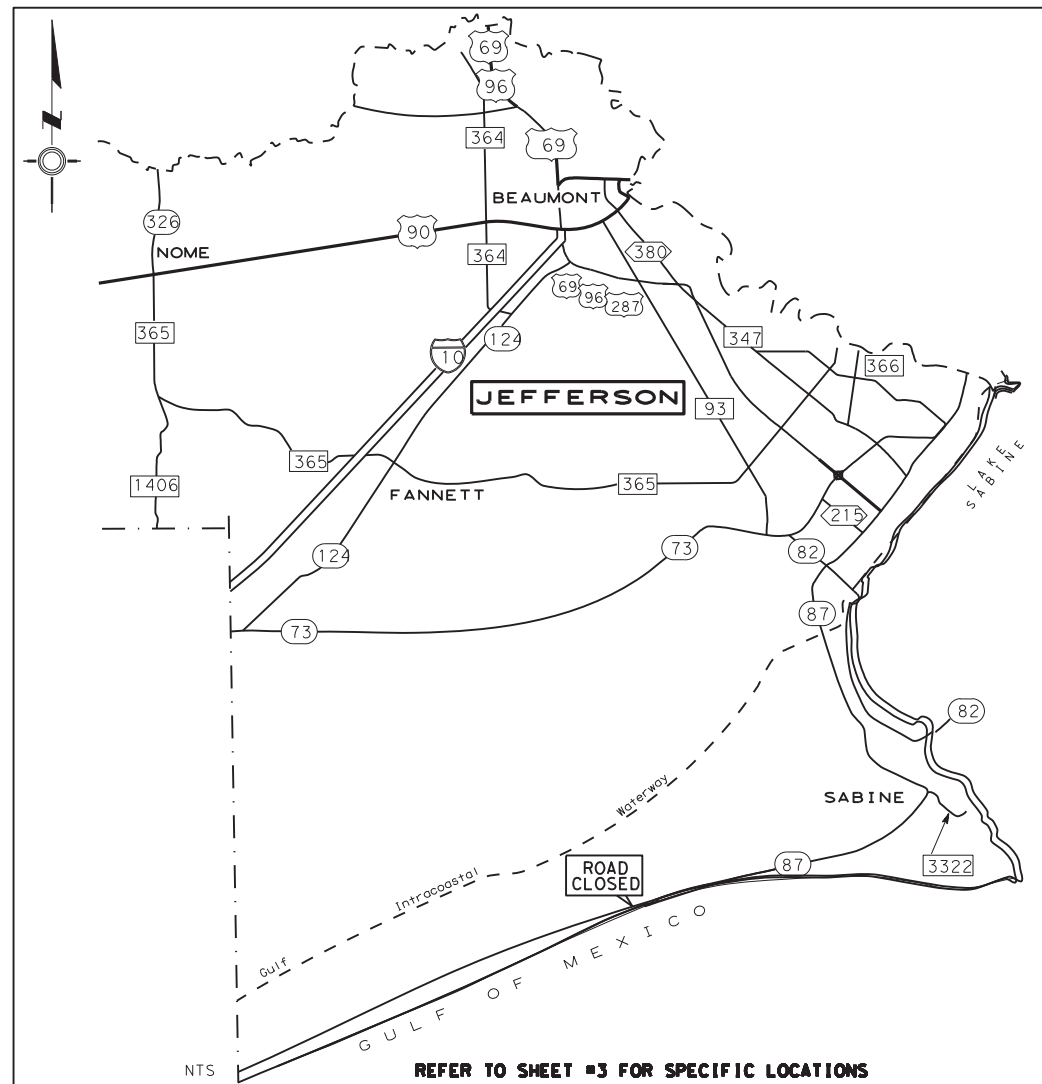 69
96
364
69
BEAUMONT
326
90
NOME
364
380
69
96
287
365
124
347
10
366
JEFFERSON
93
365
365
1406
FANNETT
LAKE
SABINE
215
124
73
82
73
87
82
Waterway
SABINE
ROAD
CLOSED
87
3322
Intracoastal
Gulf
GULF OF MEXICO
N
NTS
REFER TO SHEET #3 FOR SPECIFIC LOCATIONS